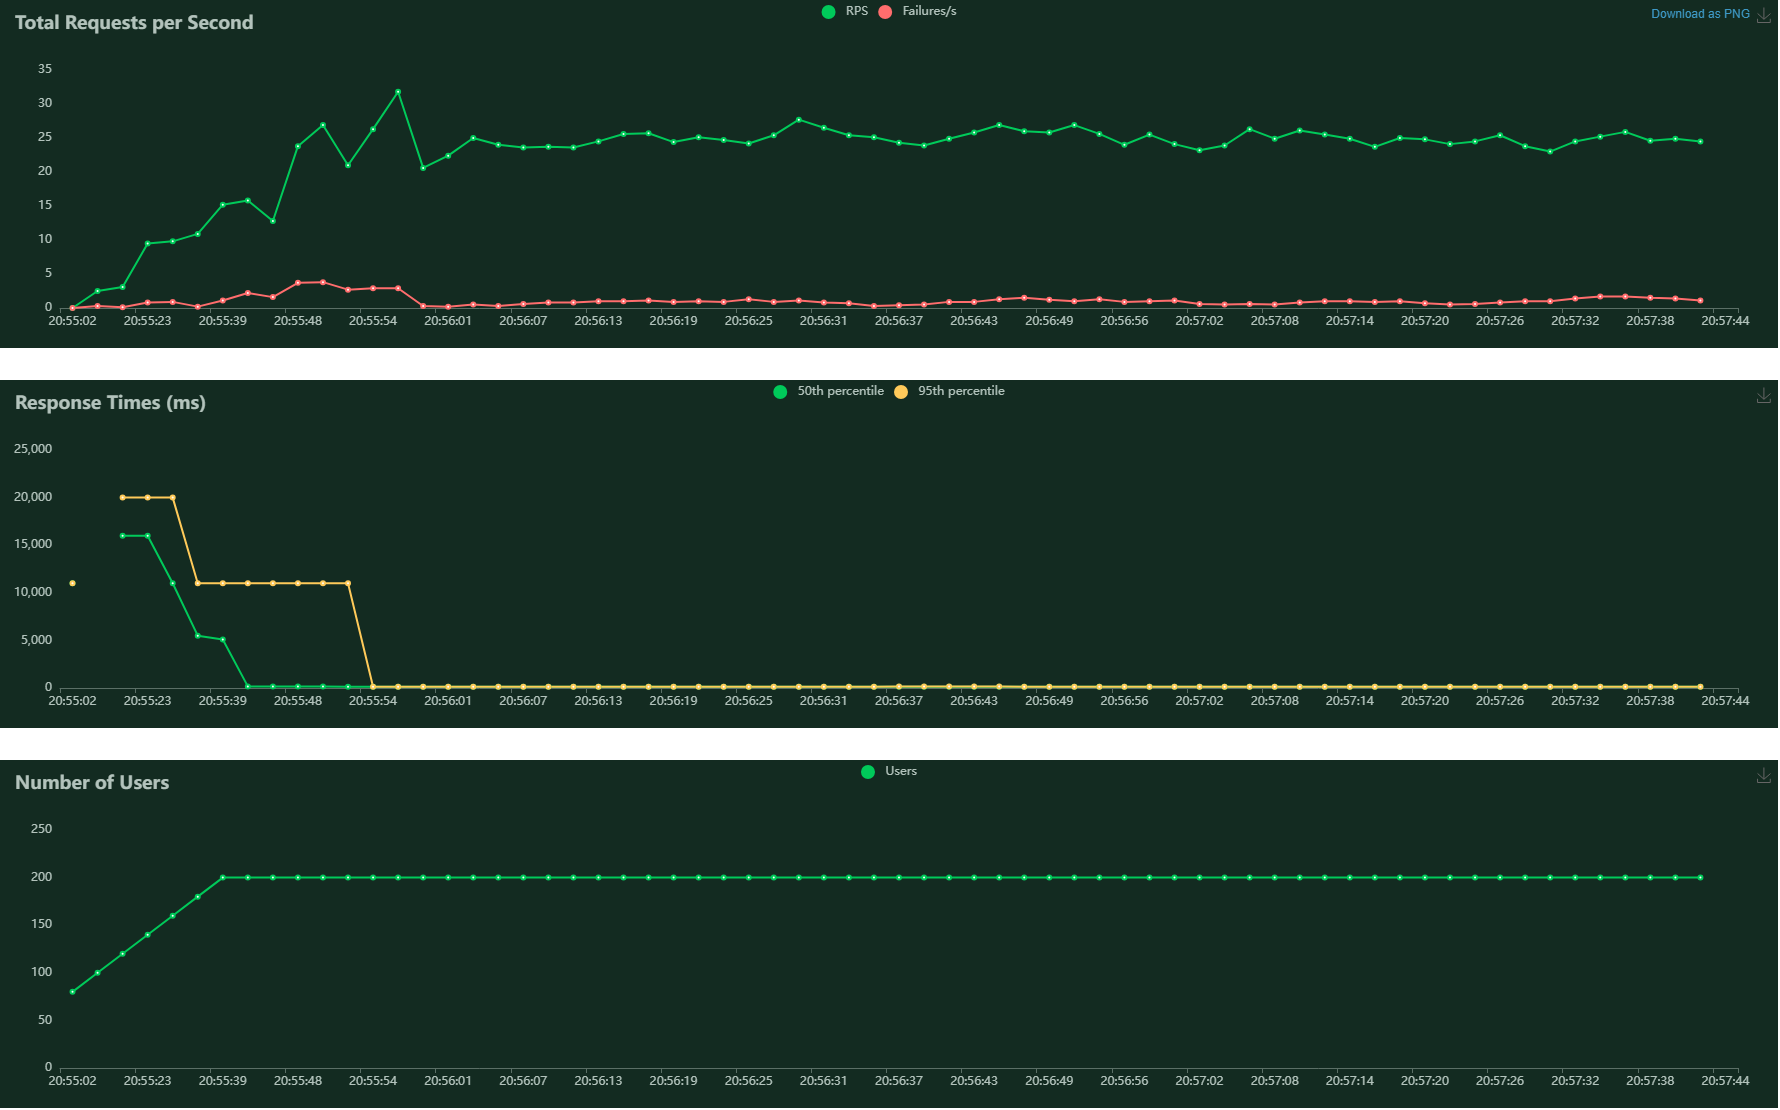 Total Requests per Second
RPS Failures/s
Download as PNG
35
30
25
20
15
10
5
0
20:55:02 20:55:23 20:55:39 20:55:48 20:55:54 20:56:01 20:56:07 20:56:13 20:56:19 20:56:25 20:56:31 20:56:37 20:56:43 20:56:49 20:56:56 20:57:02 20:57:08 20:57:14 20:57:20 20:57:26 20:57:32 20:57:38 20:57:44
Response Times (ms)
50th percentile 95th percentile
25,000
20,000
15,000
10,000
5,000
0
20:55:02 20:55:23 20:55:39 20:55:48 20:55:54 20:56:01 20:56:07 20:56:13 20:56:19 20:56:25 20:56:31 20:56:37 20:56:43 20:56:49 20:56:56 20:57:02 20:57:08 20:57:14 20:57:20 20:57:26 20:57:32 20:57:38 20:57:44
Number of Users
Users
250
200
150
100
50
0
20:55:02 20:55:23 20:55:39 20:55:48 20:55:54 20:56:01 20:56:07 20:56:13 20:56:19 20:56:25 20:56:31 20:56:37 20:56:43 20:56:49 20:56:56 20:57:02 20:57:08 20:57:14 20:57:20 20:57:26 20:57:32 20:57:38 20:57:44